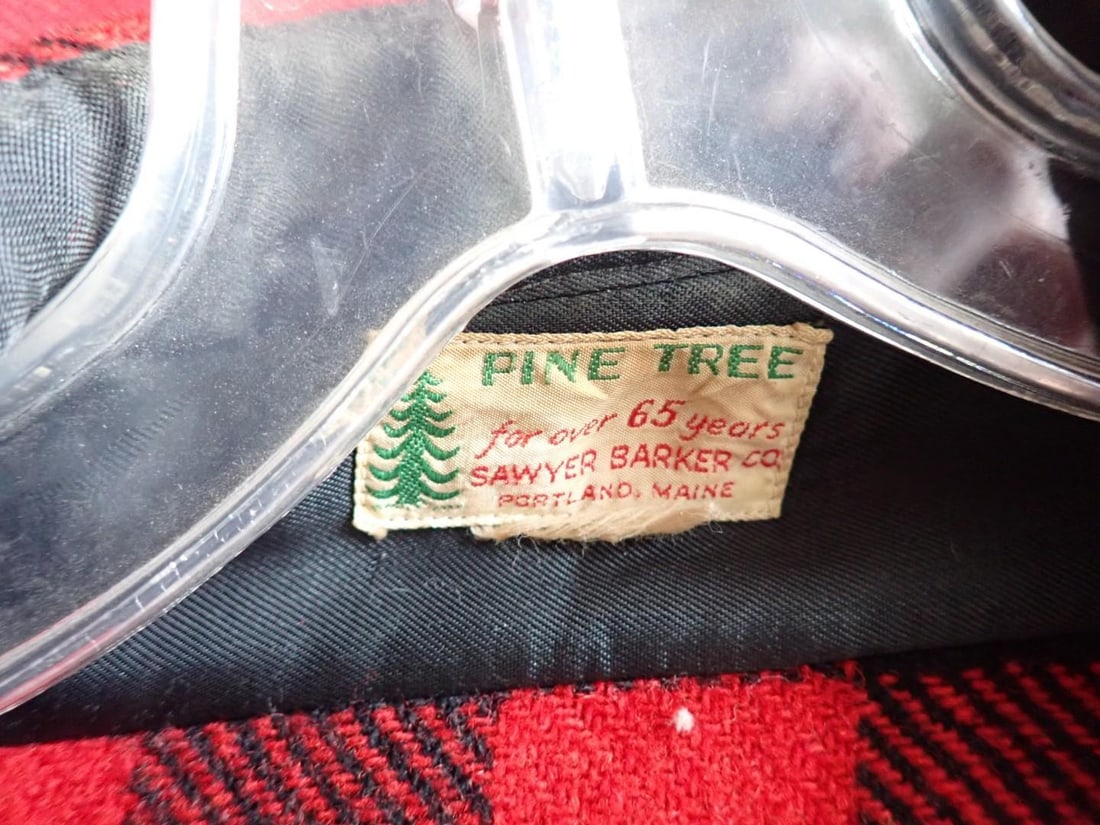 PINE TREE
for over 65 years
SAWYER BARKER CO.
PORTLAND, MAINE